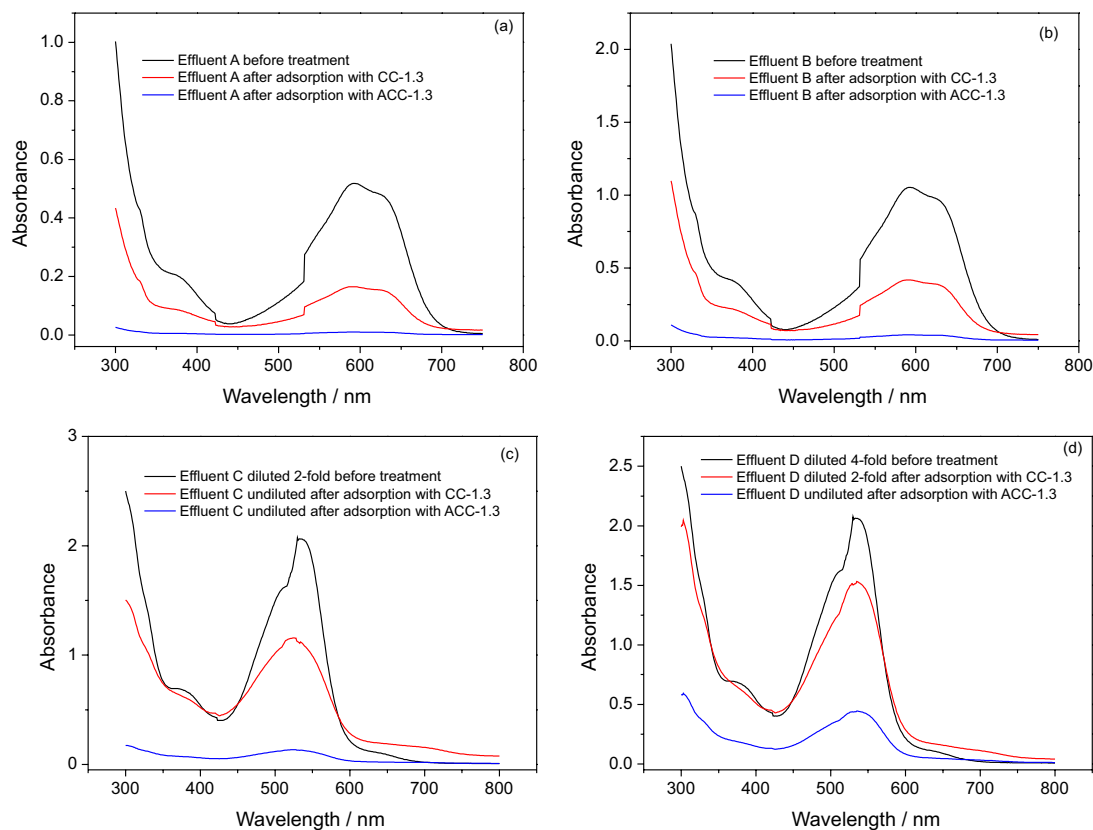 (a)
Effluent A before treatment
Effluent A after adsorption with CC-1.3
Effluent A after adsorption with ACC-1.3
1.0
0.8
0.6
0.4
0.2
0.0
Absorbance
300 400 500 600 700 800
Wavelength / nm
(b)
Effluent B before treatment
Effluent B after adsorption with CC-1.3
Effluent B after adsorption with ACC-1.3
2.0
1.5
1.0
0.5
0.0
Absorbance
300 400 500 600 700 800
Wavelength / nm
(c)
Effluent C diluted 2-fold before treatment
Effluent C undiluted after adsorption with CC-1.3
Effluent C undiluted after adsorption with ACC-1.3
3
2
1
0
Absorbance
300 400 500 600 700 800
Wavelength / nm
(d)
Effluent D diluted 4-fold before treatment
Effluent D diluted 2-fold after adsorption with CC-1.3
Effluent D undiluted after adsorption with ACC-1.3
2.5
2.0
1.5
1.0
0.5
0.0
Absorbance
300 400 500 600 700 800
Wavelength / nm